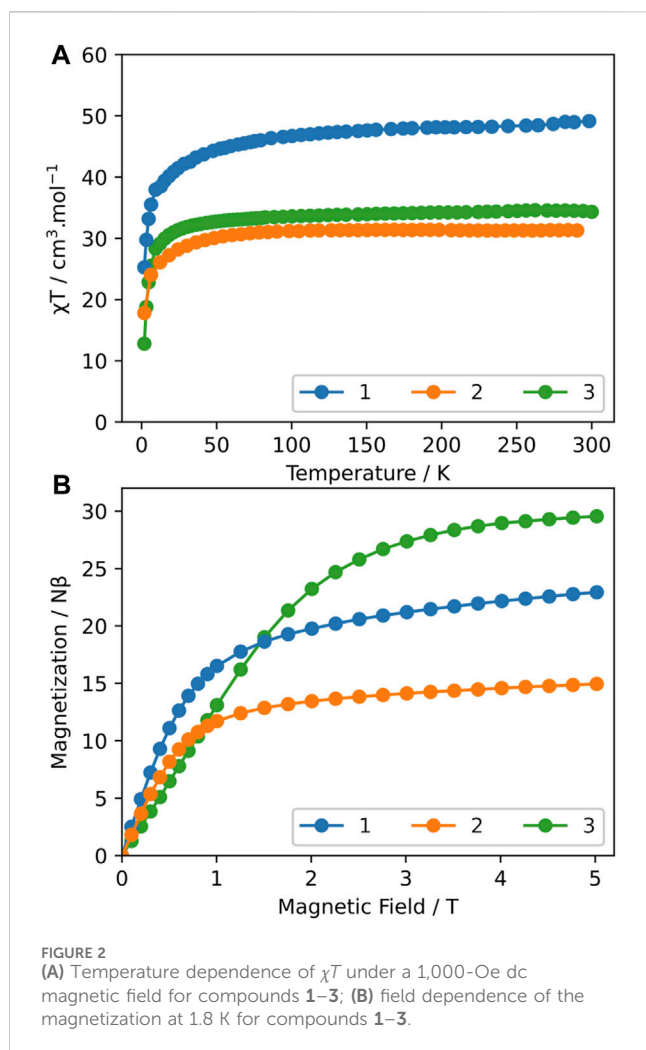 A
60
50
40
30
20
10
0
χT / cm³.mol⁻¹
1 2 3
0 50 100 150 200 250 300
Temperature / K
B
30
25
20
15
10
5
0
Magnetization / Nβ
1 2 3
0 1 2 3 4 5
Magnetic Field / T
FIGURE 2
(A) Temperature dependence of χT under a 1,000-Oe dc
magnetic field for compounds 1–3; (B) field dependence of the
magnetization at 1.8 K for compounds 1–3.